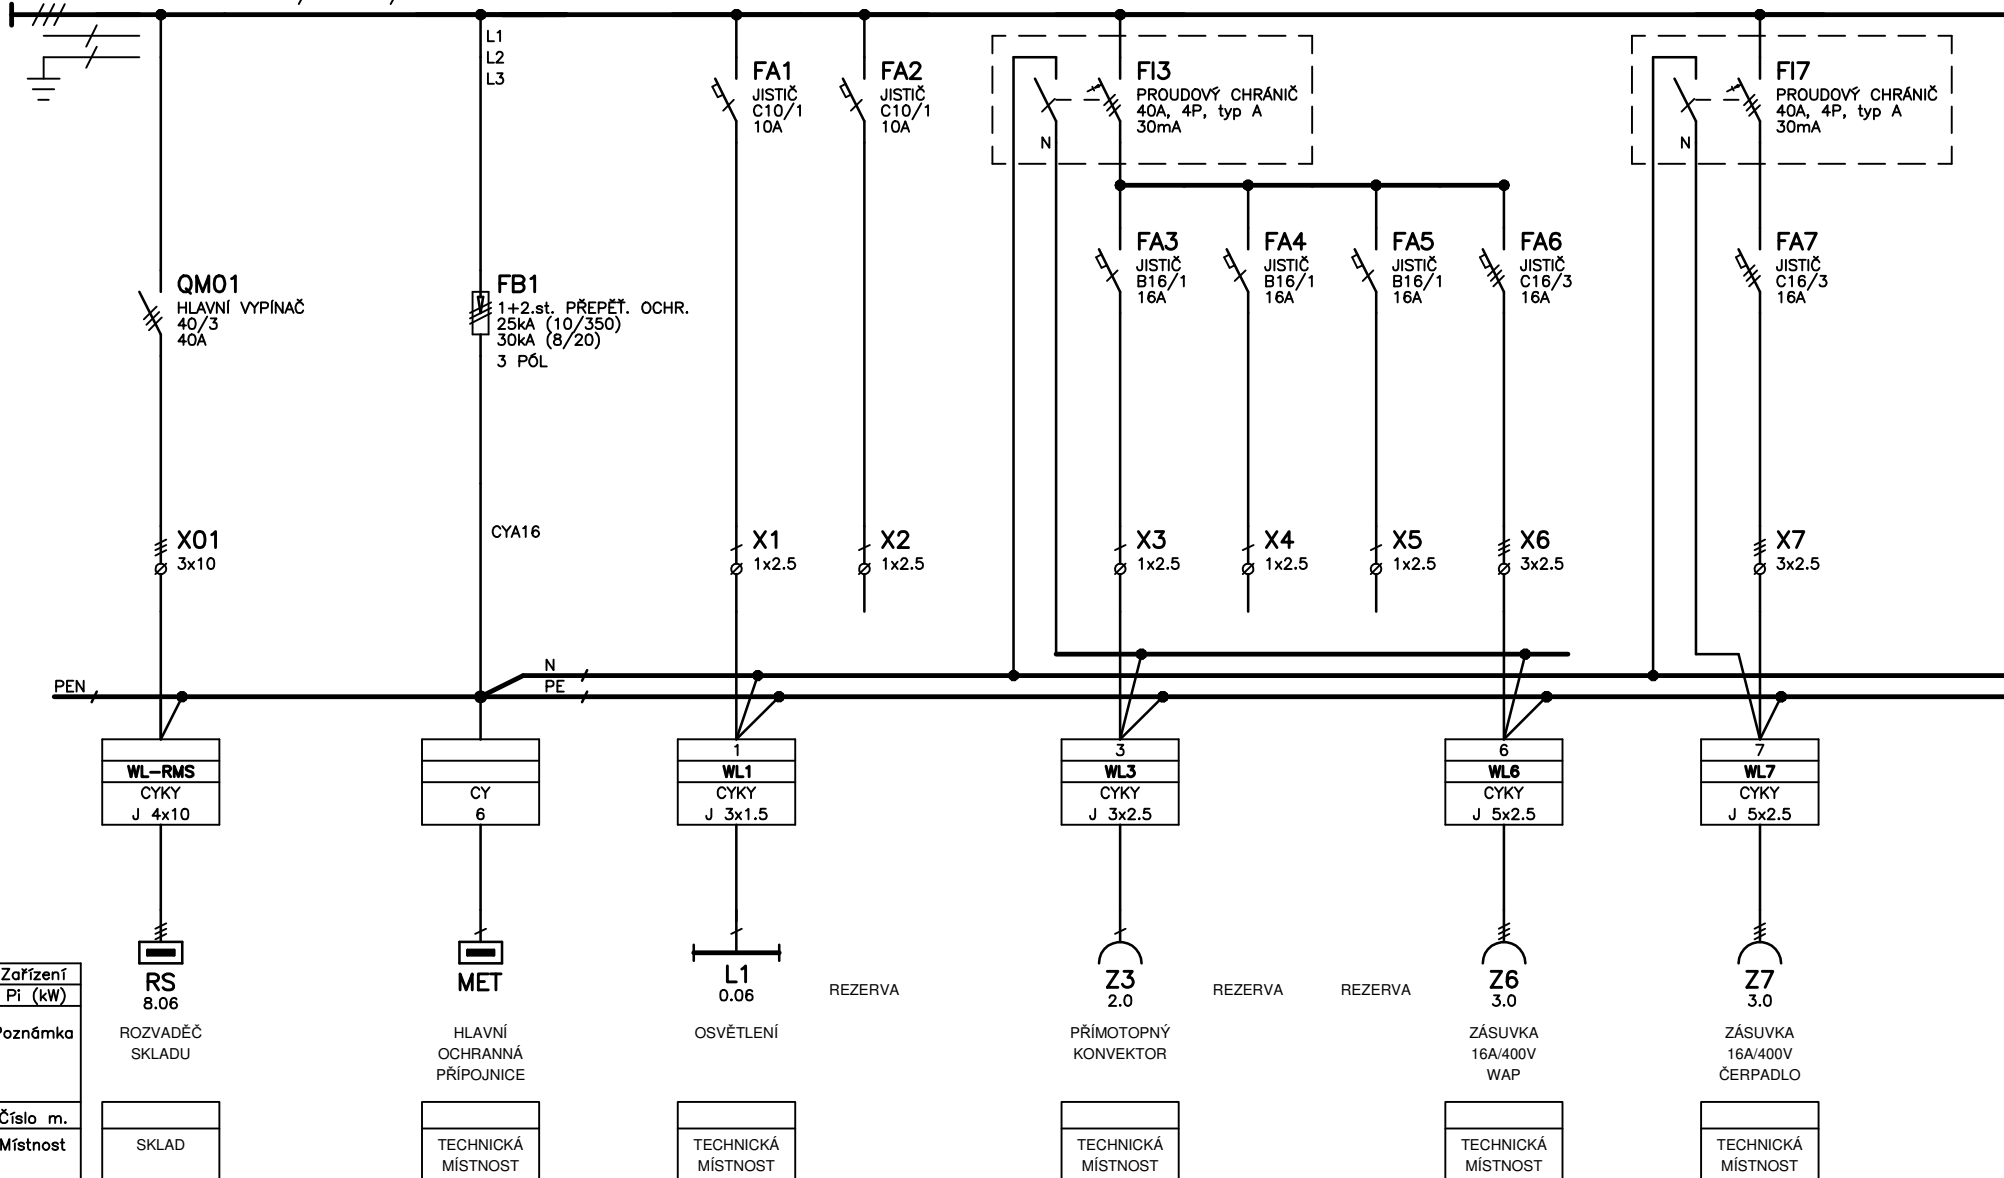 L1
L2
L3
FA1
JISTIČ
C10/1
10A
FA2
JISTIČ
C10/1
10A
FI3
PROUDOVÝ CHRÁNIČ
40A, 4P, typ A
30mA
N
FI7
PROUDOVÝ CHRÁNIČ
40A, 4P, typ A
30mA
N
QM01
HLAVNÍ VYPÍNAČ
40/3
40A
FB1
1+2.st. PŘEPĚŤ. OCHR.
25kA (10/350)
30kA (8/20)
3 PÓL
FA3
JISTIČ
B16/1
16A
FA4
JISTIČ
B16/1
16A
FA5
JISTIČ
B16/1
16A
FA6
JISTIČ
C16/3
16A
FA7
JISTIČ
C16/3
16A
X01
3x10
CYA16
X1
1x2.5
X2
1x2.5
X3
1x2.5
X4
1x2.5
X5
1x2.5
X6
3x2.5
X7
3x2.5
PEN
N
PE
WL-RMS
CYKY
J 4x10
CY
6
1
WL1
CYKY
J 3x1.5
3
WL3
CYKY
J 3x2.5
6
WL6
CYKY
J 5x2.5
7
WL7
CYKY
J 5x2.5
Zařízení
Pi (kW)
Poznámka
Číslo m.
Místnost
RS
8.06
ROZVADĚČ
SKLADU
SKLAD
MET
HLAVNÍ
OCHRANNÁ
PŘÍPOJNICE
TECHNICKÁ
MÍSTNOST
L1
0.06
OSVĚTLENÍ
TECHNICKÁ
MÍSTNOST
REZERVA
Z3
2.0
PŘÍMOTOPNÝ
KONVEKTOR
TECHNICKÁ
MÍSTNOST
REZERVA
REZERVA
Z6
3.0
ZÁSUVKA
16A/400V
WAP
TECHNICKÁ
MÍSTNOST
Z7
3.0
ZÁSUVKA
16A/400V
ČERPADLO
TECHNICKÁ
MÍSTNOST